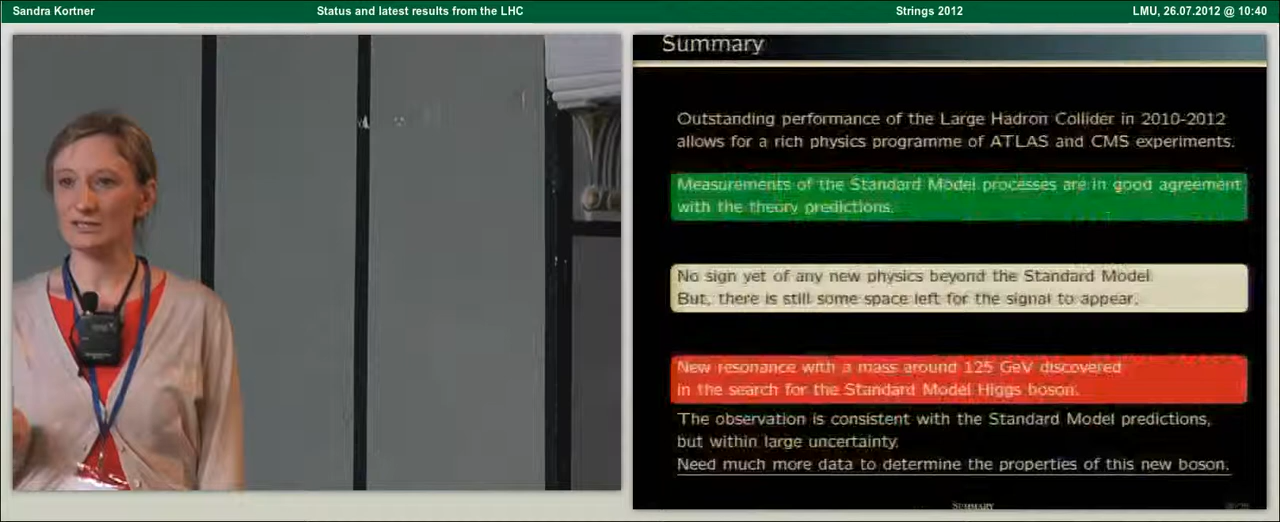 Sandra Kortner
Status and latest results from the LHC
Strings 2012
LMU, 26.07.2012 @ 10:40
Summary
Outstanding performance of the Large Hadron Collider in 2010-2012
allows for a rich physics programme of ATLAS and CMS experiments.
Measurements of the Standard Model processes are in good agreement
with the theory predictions.
No sign yet of any new physics beyond the Standard Model
But, there is still some space left for the signal to appear.
New resonance with a mass around 125 GeV discovered
in the search for the Standard Model Higgs boson.
The observation is consistent with the Standard Model predictions,
but within large uncertainty.
Need much more data to determine the properties of this new boson.
Summary